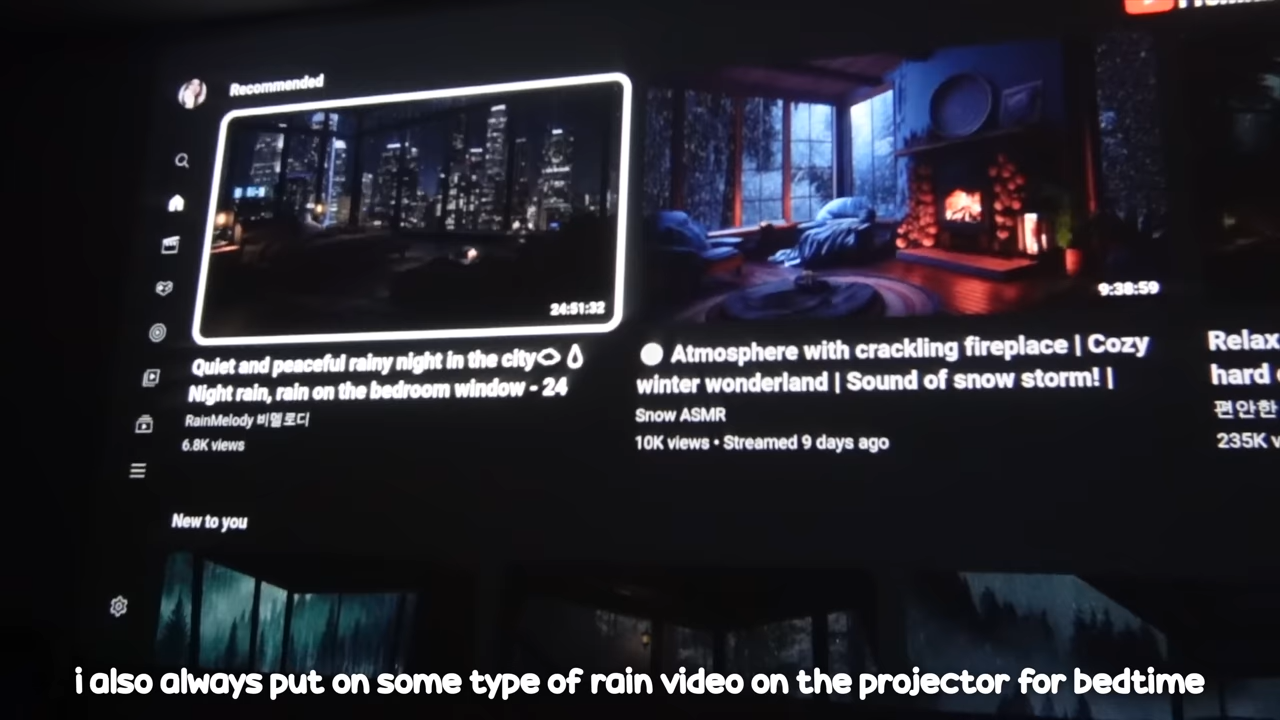 Recommended
24:51:32
9:38:59
Quiet and peaceful rainy night in the city
Night rain, rain on the bedroom window - 24
RainMelody 비멜로디
6.8K views
Atmosphere with crackling fireplace | Cozy
winter wonderland | Sound of snow storm! |
Snow ASMR
10K views • Streamed 9 days ago
Relax
hard
편안한
235K
New to you
i also always put on some type of rain video on the projector for bedtime